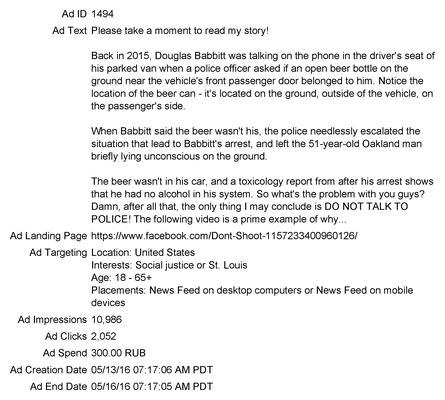 Ad ID 1494
Ad Text Please take a moment to read my story!
Back in 2015, Douglas Babbitt was talking on the phone in the driver's seat of
his parked van when a police officer asked if an open beer bottle on the
ground near the vehicle's front passenger door belonged to him. Notice the
location of the beer can - it's located on the ground, outside of the vehicle, on
the passenger's side.
When Babbitt said the beer wasn't his, the police needlessly escalated the
situation that lead to Babbitt's arrest, and left the 51-year-old Oakland man
briefly lying unconscious on the ground.
The beer wasn't in his car, and a toxicology report from after his arrest shows
that he had no alcohol in his system. So what's the problem with you guys?
Damn, after all that, the only thing I may conclude is DO NOT TALK TO
POLICE! The following video is a prime example of why...
Ad Landing Page https://www.facebook.com/Dont-Shoot-1157233400960126/
Ad Targeting Location: United States
Interests: Social justice or St. Louis
Age: 18 - 65+
Placements: News Feed on desktop computers or News Feed on mobile
devices
Ad Impressions 10,986
Ad Clicks 2,052
Ad Spend 300.00 RUB
Ad Creation Date 05/13/16 07:17:06 AM PDT
Ad End Date 05/16/16 07:17:05 AM PDT